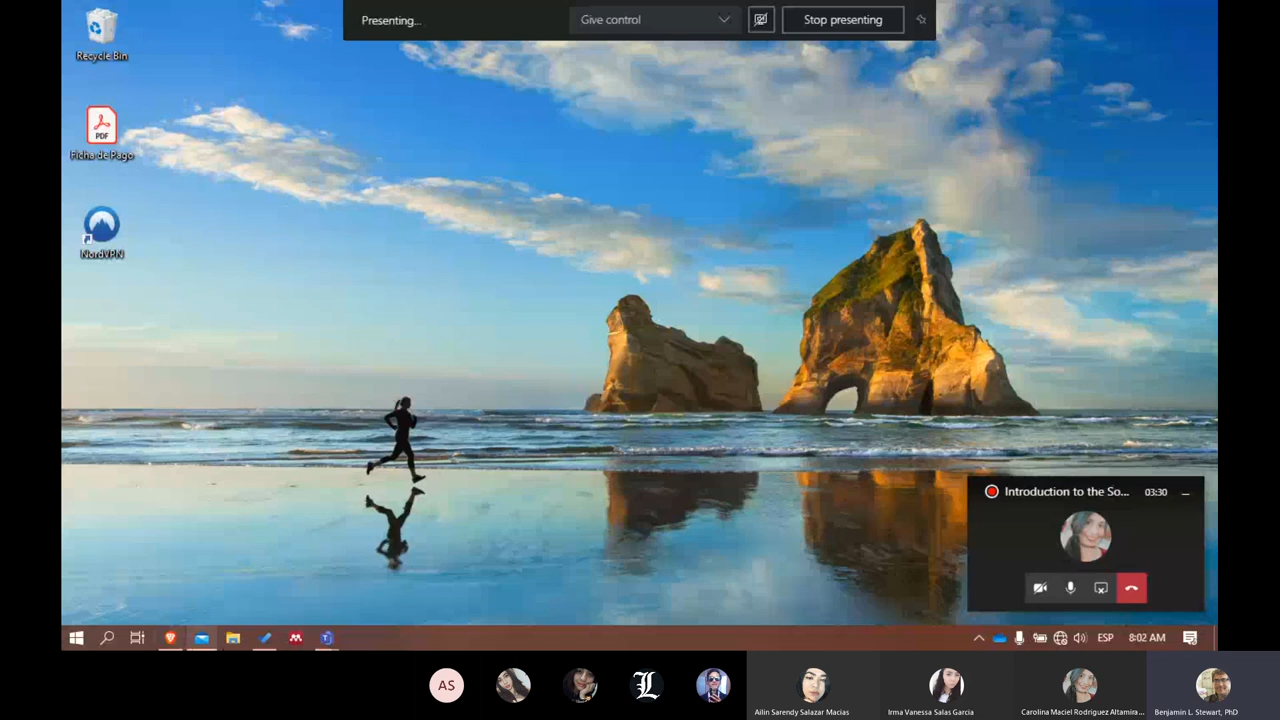 Presenting...
Give control
Stop presenting
Recycle Bin
PDF
Ficha de Pago
NordVPN
Introduction to the So...
03:30
ESP
8:02 AM
AS
L
Ailin Sarendy Salazar Macias
Irma Vanessa Salas Garcia
Carolina Maciel Rodriguez Altamira...
Benjamin L. Stewart, PhD